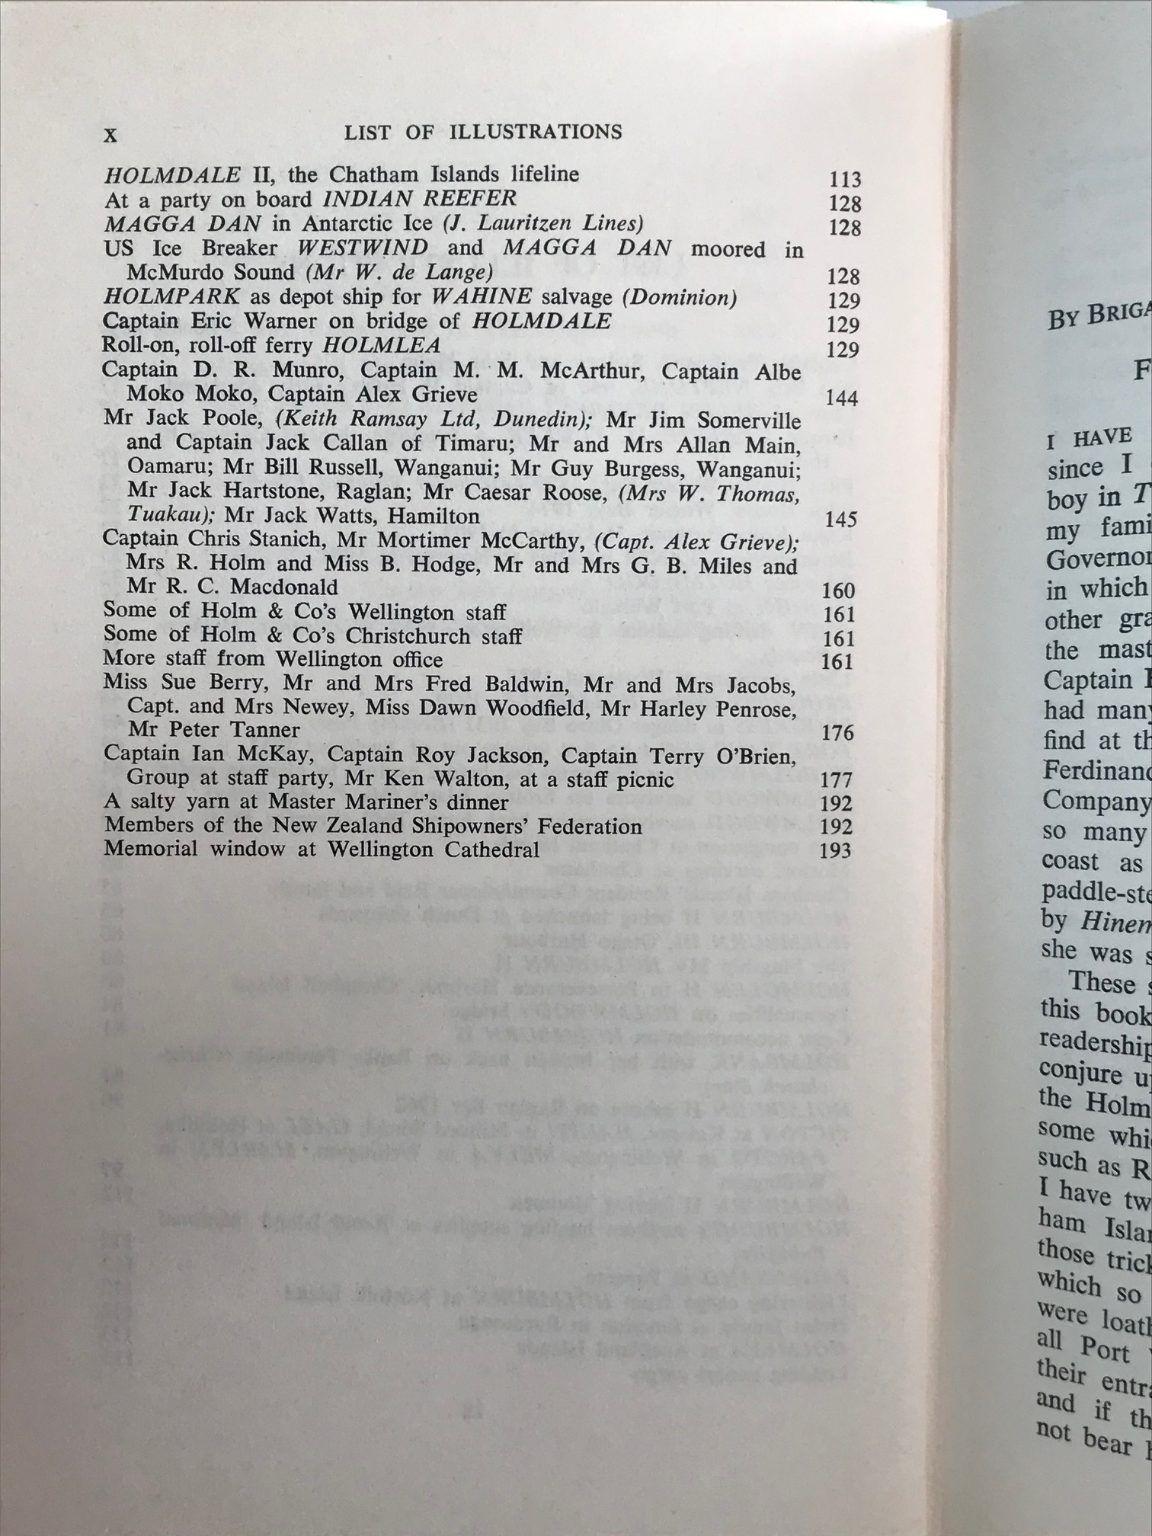 x LIST OF ILLUSTRATIONS
HOLMDALE II, the Chatham Islands lifeline 113
At a party on board INDIAN REEFER 128
MAGGA DAN in Antarctic Ice (J. Lauritzen Lines) 128
US Ice Breaker WESTWIND and MAGGA DAN moored in
McMurdo Sound (Mr W. de Lange) 128
HOLMPARK as depot ship for WAHINE salvage (Dominion) 129
Captain Eric Warner on bridge of HOLMDALE 129
Roll-on, roll-off ferry HOLMLEA 129
Captain D. R. Munro, Captain M. M. McArthur, Captain Albe
Moko Moko, Captain Alex Grieve 144
Mr Jack Poole, (Keith Ramsay Ltd, Dunedin); Mr Jim Somerville
and Captain Jack Callan of Timaru; Mr and Mrs Allan Main,
Oamaru; Mr Bill Russell, Wanganui; Mr Guy Burgess, Wanganui;
Mr Jack Hartstone, Raglan; Mr Caesar Roose, (Mrs W. Thomas,
Tuakau); Mr Jack Watts, Hamilton 145
Captain Chris Stanich, Mr Mortimer McCarthy, (Capt. Alex Grieve);
Mrs R. Holm and Miss B. Hodge, Mr and Mrs G. B. Miles and
Mr R. C. Macdonald 160
Some of Holm & Co's Wellington staff 161
Some of Holm & Co's Christchurch staff 161
More staff from Wellington office 161
Miss Sue Berry, Mr and Mrs Fred Baldwin, Mr and Mrs Jacobs,
Capt. and Mrs Newey, Miss Dawn Woodfield, Mr Harley Penrose,
Mr Peter Tanner 176
Captain Ian McKay, Captain Roy Jackson, Captain Terry O'Brien,
Group at staff party, Mr Ken Walton, at a staff picnic 177
A salty yarn at Master Mariner's dinner 192
Members of the New Zealand Shipowners' Federation 192
Memorial window at Wellington Cathedral 193
BY BRIGA
F
I HAVE
since I
boy in T
my fami
Governor
in which
other gra
the mast
Captain
had many
find at th
Ferdinand
Company
so many
coast as
paddle-ste
by Hinem
she was s
These s
this book
readership
conjure u
the Holm
some whi
such as R
I have tw
ham Islan
those trick
which so
were loath
all Port
their entra
and if th
not bear